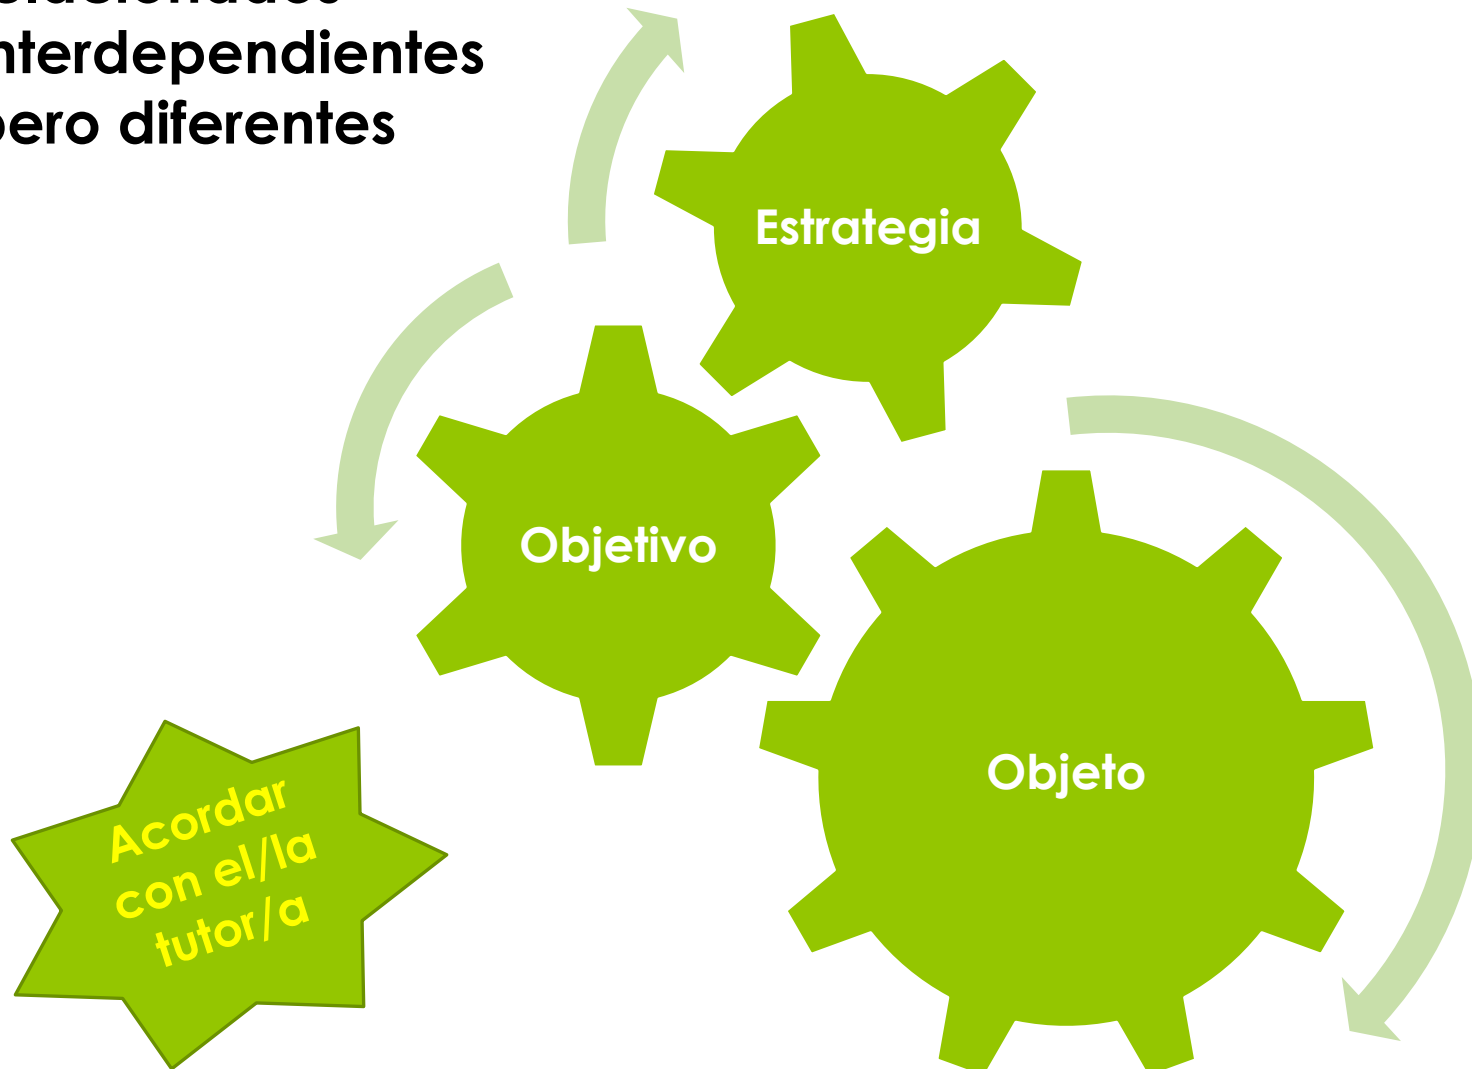 nterdependientes
pero diferentes
Estrategia
Objetivo
Objeto
Acordar
con el/la
tutor/a